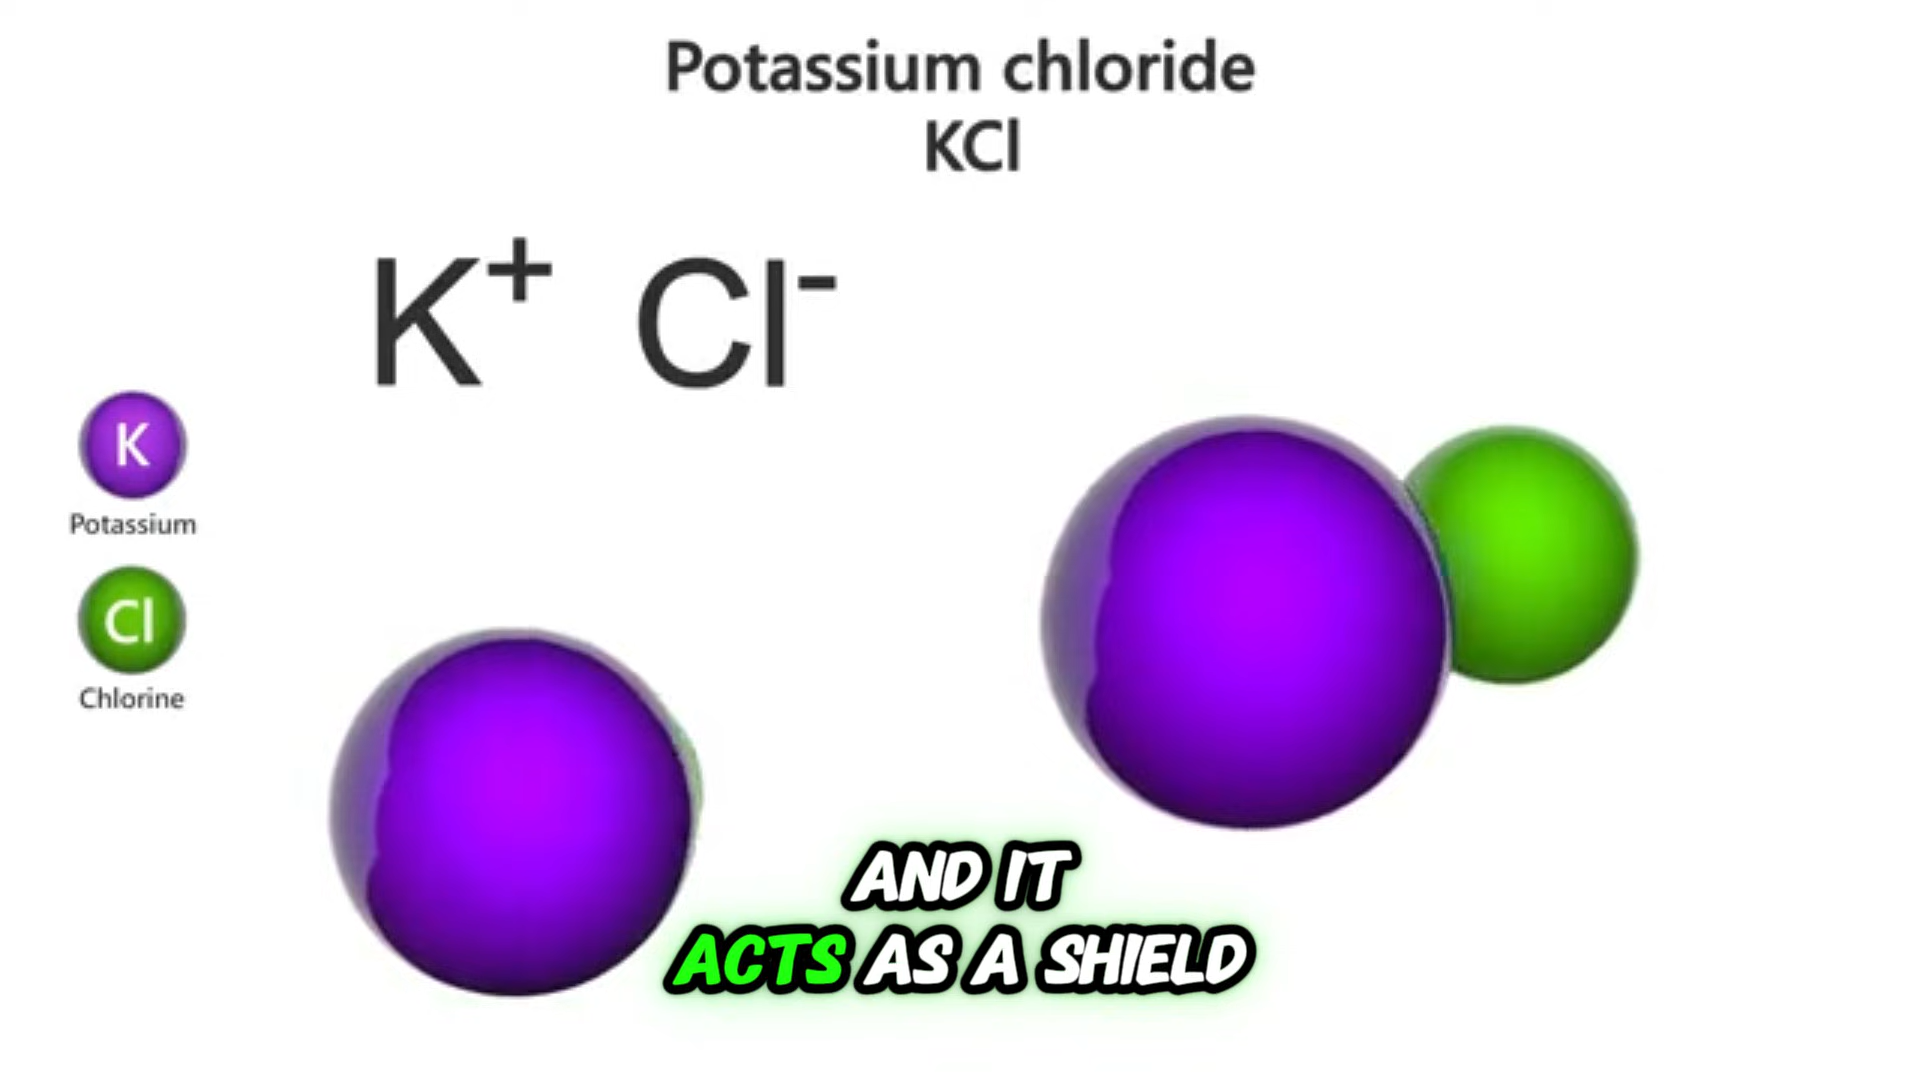 Potassium chloride
KCl
K⁺ Cl⁻
K
Potassium
Cl
Chlorine
AND IT
ACTS AS A SHIELD